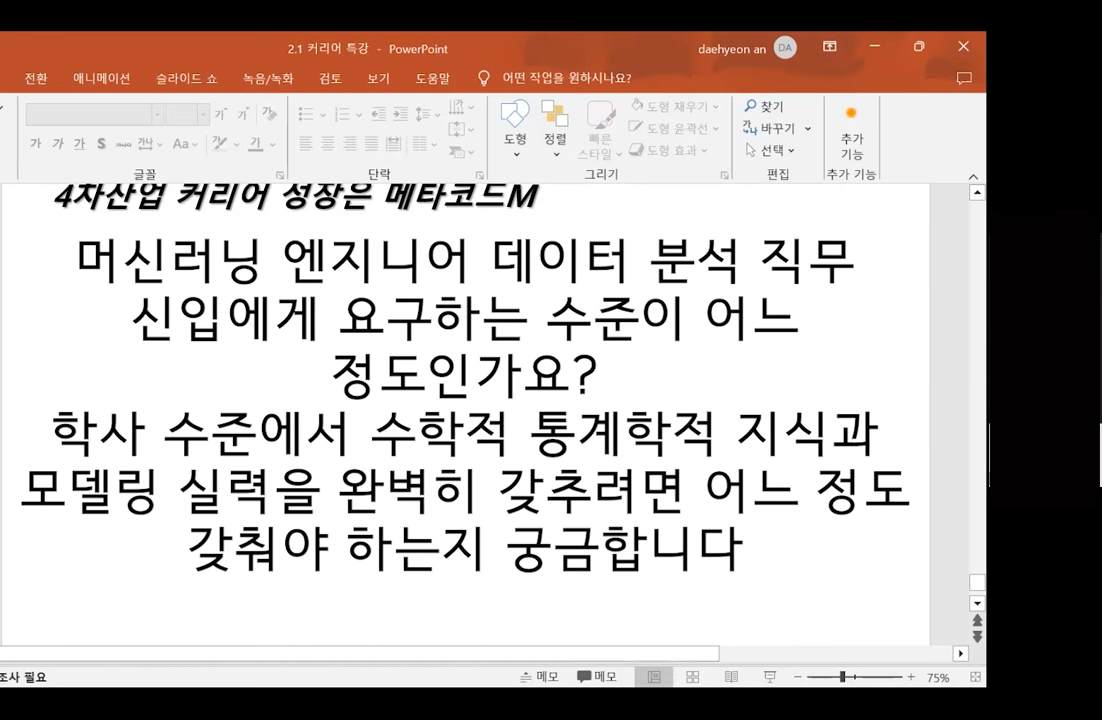 2.1 커리어 특강 - PowerPoint
daehyeon an DA
전환 애니메이션 슬라이드 쇼 녹음/녹화 검토 보기 도움말 어떤 작업을 원하시나요?
도형 채우기 찾기
가 가 가 S 간 Aa 가 도형 정렬 빠른 스타일 도형 윤곽선 바꾸기 추가 기능
도형 효과 선택
글꼴 단락 그리기 편집 추가 기능
4차산업 커리어 성장은 메타코드M
머신러닝 엔지니어 데이터 분석 직무
신입에게 요구하는 수준이 어느
정도인가요?
학사 수준에서 수학적 통계학적 지식과
모델링 실력을 완벽히 갖추려면 어느 정도
갖춰야 하는지 궁금합니다
조사 필요 메모 메모 75%